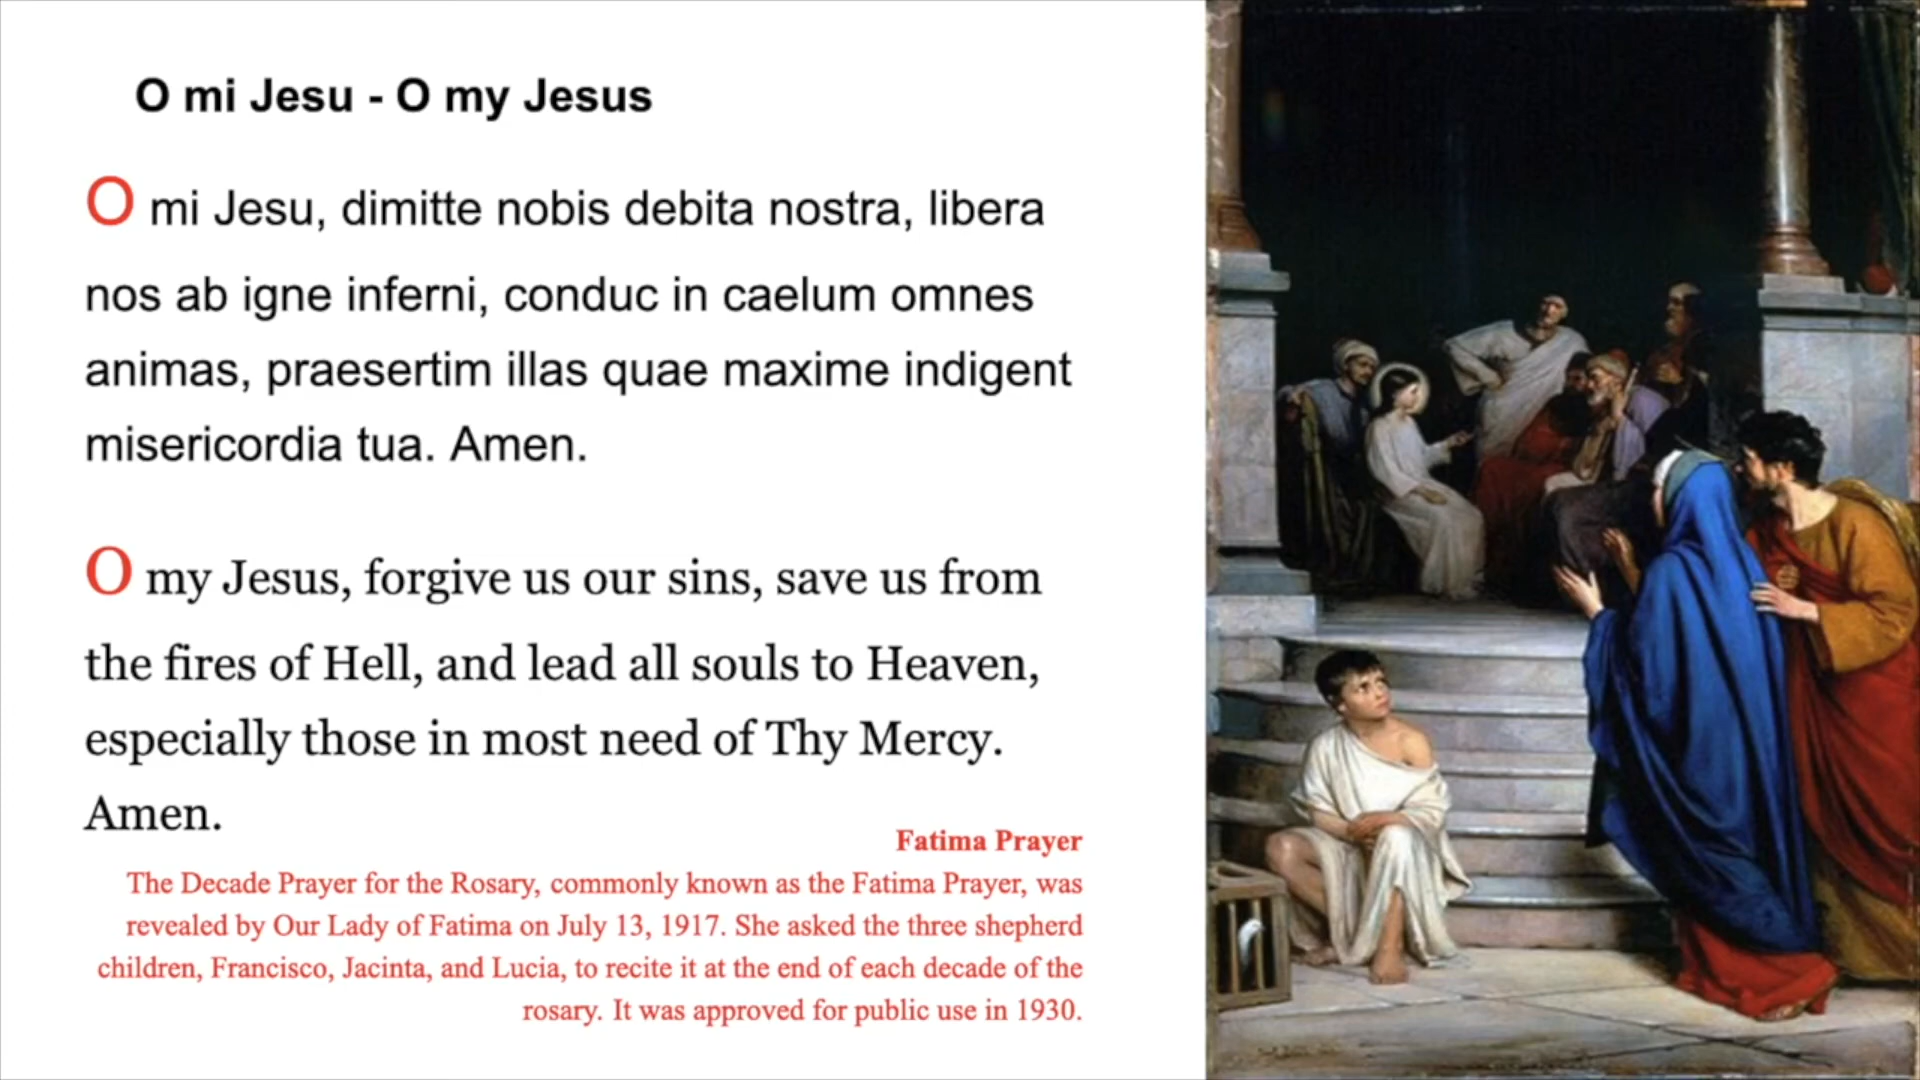 O mi Jesu - O my Jesus
O mi Jesu, dimitte nobis debita nostra, libera
nos ab igne inferni, conduc in caelum omnes
animas, praesertim illas quae maxime indigent
misericordia tua. Amen.
O my Jesus, forgive us our sins, save us from
the fires of Hell, and lead all souls to Heaven,
especially those in most need of Thy Mercy.
Amen.
Fatima Prayer
The Decade Prayer for the Rosary, commonly known as the Fatima Prayer, was
revealed by Our Lady of Fatima on July 13, 1917. She asked the three shepherd
children, Francisco, Jacinta, and Lucia, to recite it at the end of each decade of the
rosary. It was approved for public use in 1930.